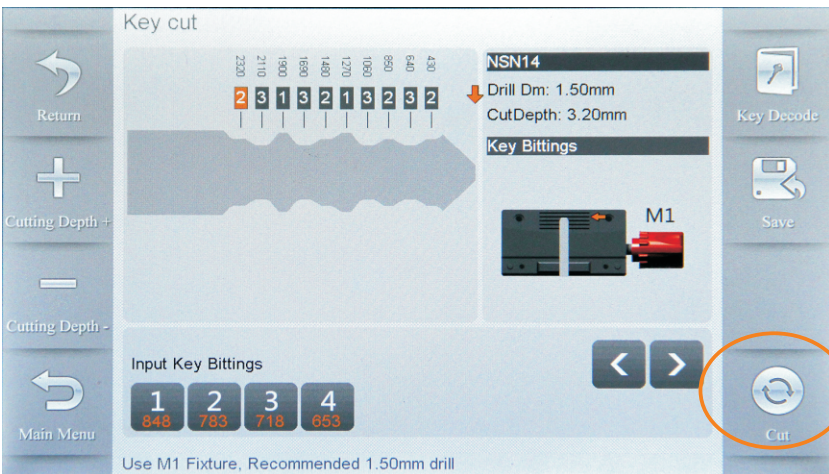 Key cut
2320 2110 1900 1690 1480 1270 1060 850 640 430
2 3 1 3 2 1 3 2 3 2
NSN14
Drill Dm: 1.50mm
CutDepth: 3.20mm
Key Bittings
M1
Return
Cutting Depth +
Cutting Depth -
Main Menu
Key Decode
Save
Cut
Input Key Bittings
1 2 3 4
848 783 718 653
< >
Use M1 Fixture, Recommended 1.50mm drill